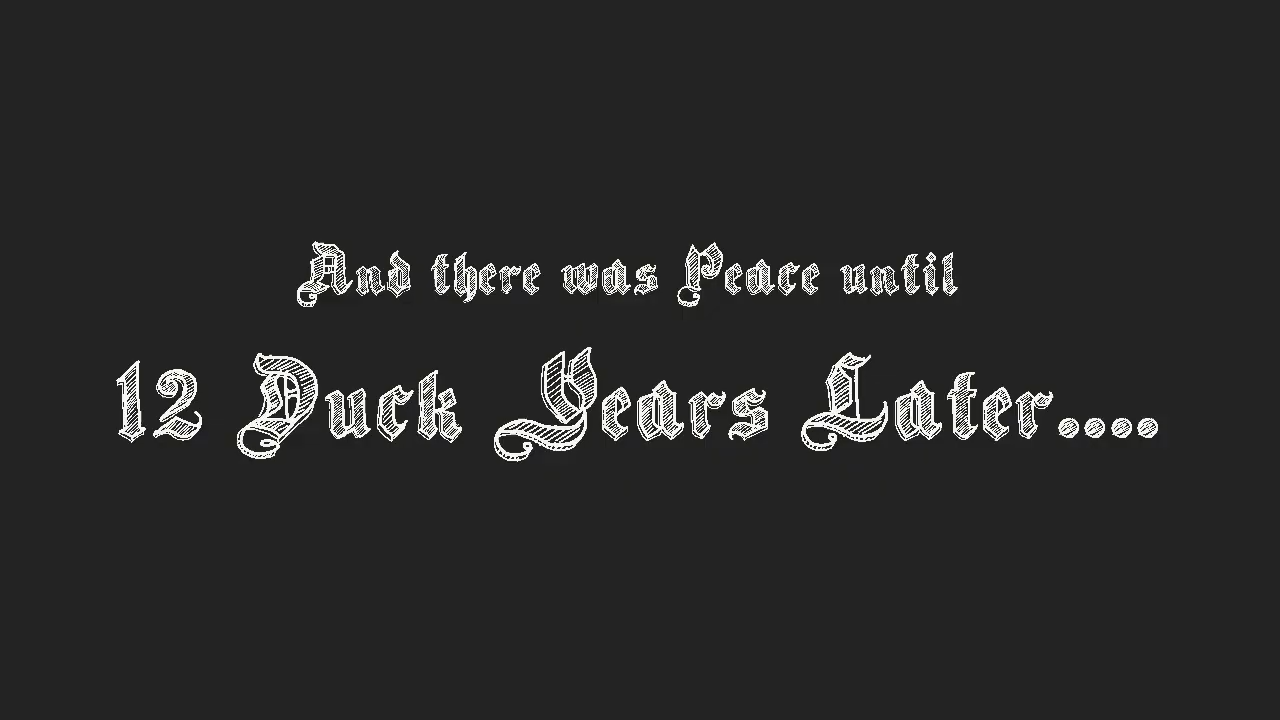 And there was Peace until
12 Duck Years Later....